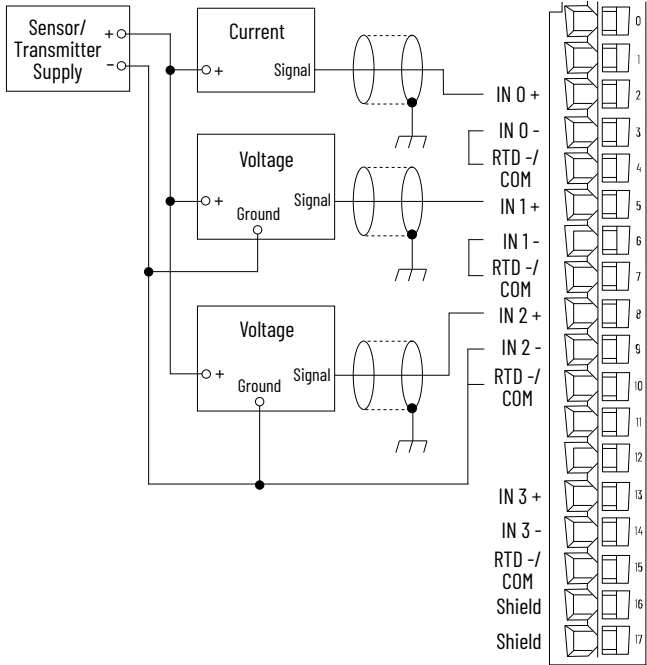 Sensor/
Transmitter
Supply
+
−
Current
+
Signal
Voltage
+
Signal
Ground
Voltage
+
Signal
Ground
IN 0 +
IN 0 -
RTD -/
COM
IN 1 +
IN 1 -
RTD -/
COM
IN 2 +
IN 2 -
RTD -/
COM
IN 3 +
IN 3 -
RTD -/
COM
Shield
Shield
0
1
2
3
4
5
6
7
8
9
10
11
12
13
14
15
16
17